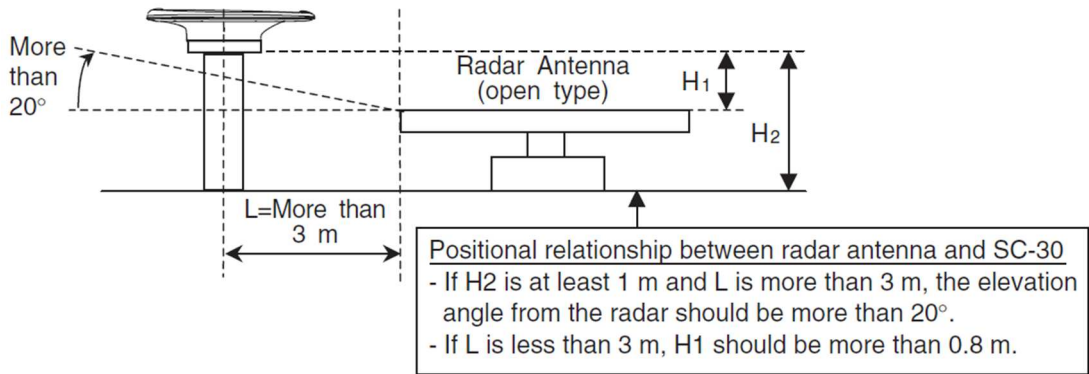 More
than
20°
Radar Antenna
(open type)
H1
H2
L=More than
3 m
Positional relationship between radar antenna and SC-30
- If H2 is at least 1 m and L is more than 3 m, the elevation
angle from the radar should be more than 20°.
- If L is less than 3 m, H1 should be more than 0.8 m.